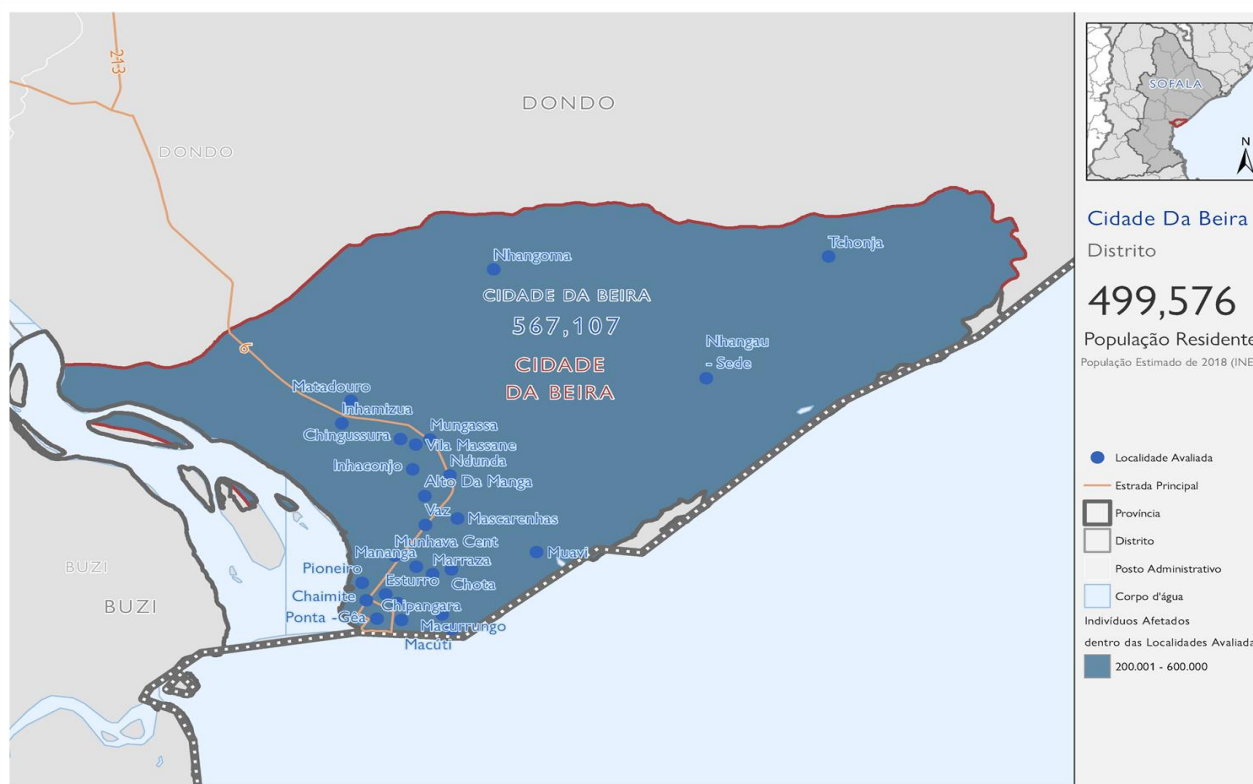 213
DONDO
DONDO
Nhangoma
Tchonja
CIDADE DA BEIRA
567,107
CIDADE
DA BEIRA
Nhangau
- Sede
6
Matadouro
Inhamizua
Chingussura
Mungassa
Vila Massane
Inhaconjo
Ndunda
Alto Da Manga
Vaz
Mascarenhas
Munhava Cent
Mananga
Muavi
Marraza
Pioneiro
Esturro
Chota
Chaimite
Chipangara
Ponta -Gêa
Macurrungo
Macúti
BUZI
BUZI
SOFALA
N
Cidade Da Beira
Distrito
499,576
População Residente
População Estimado de 2018 (INE
Localidade Avaliada
Estrada Principal
Província
Distrito
Posto Administrativo
Corpo d'água
Indivíduos Afetados
dentro das Localidades Avaliada
200.001 - 600.000